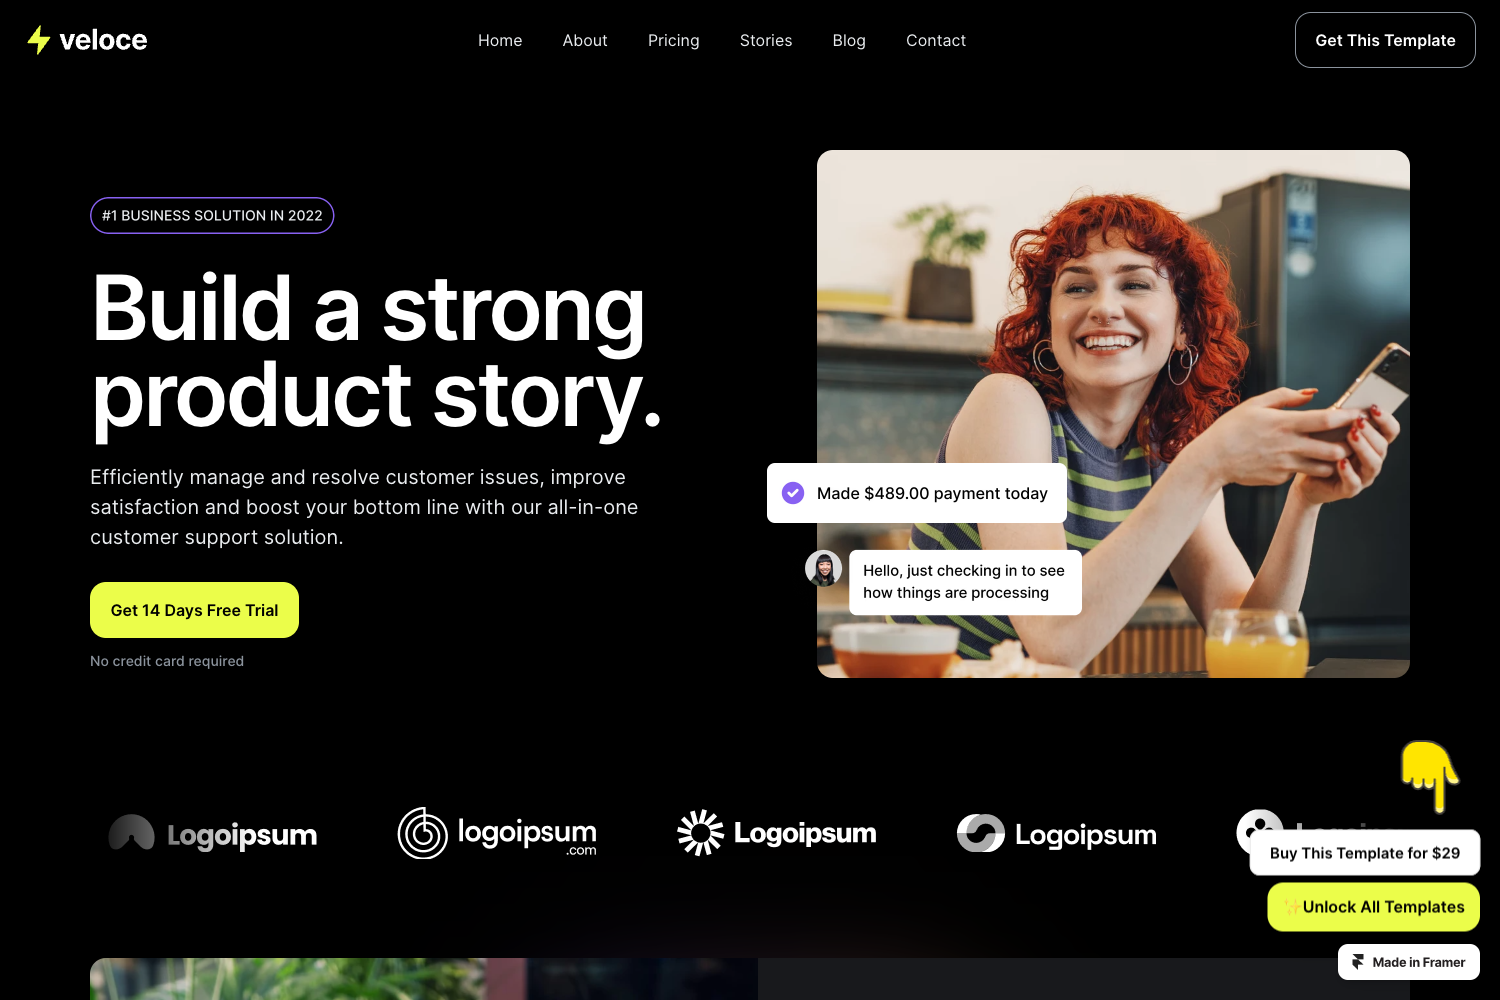 veloce
Home
About
Pricing
Stories
Blog
Contact
Get This Template
#1 BUSINESS SOLUTION IN 2022
Build a strong
product story.
Efficiently manage and resolve customer issues, improve
satisfaction and boost your bottom line with our all-in-one
customer support solution.
Get 14 Days Free Trial
No credit card required
Made $489.00 payment today
Hello, just checking in to see
how things are processing
Logoipsum
logoipsum
.com
Logoipsum
Logoipsum
Buy This Template for $29
✨Unlock All Templates
Made in Framer